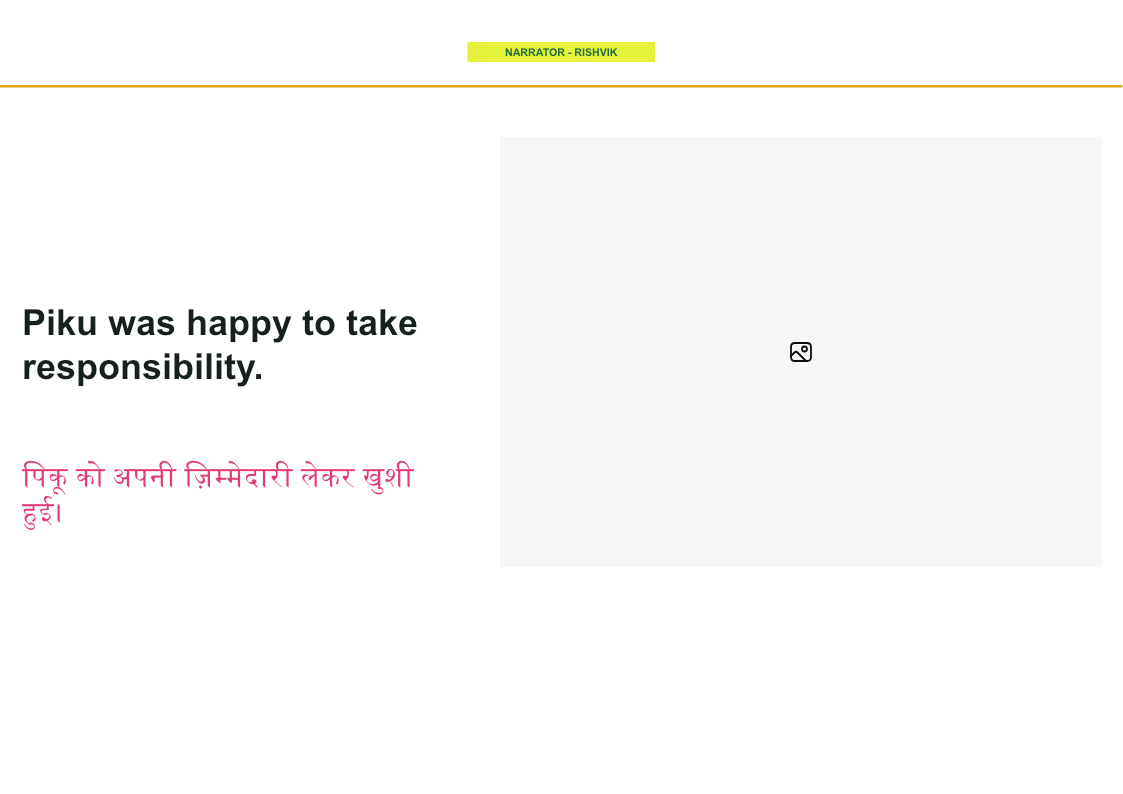 NARRATOR - RISHVIK
Piku was happy to take
responsibility.
पिकू को अपनी ज़िम्मेदारी लेकर खुशी
हुई।